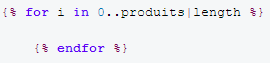 {% for i in 0..produits|length %}
{% endfor %}